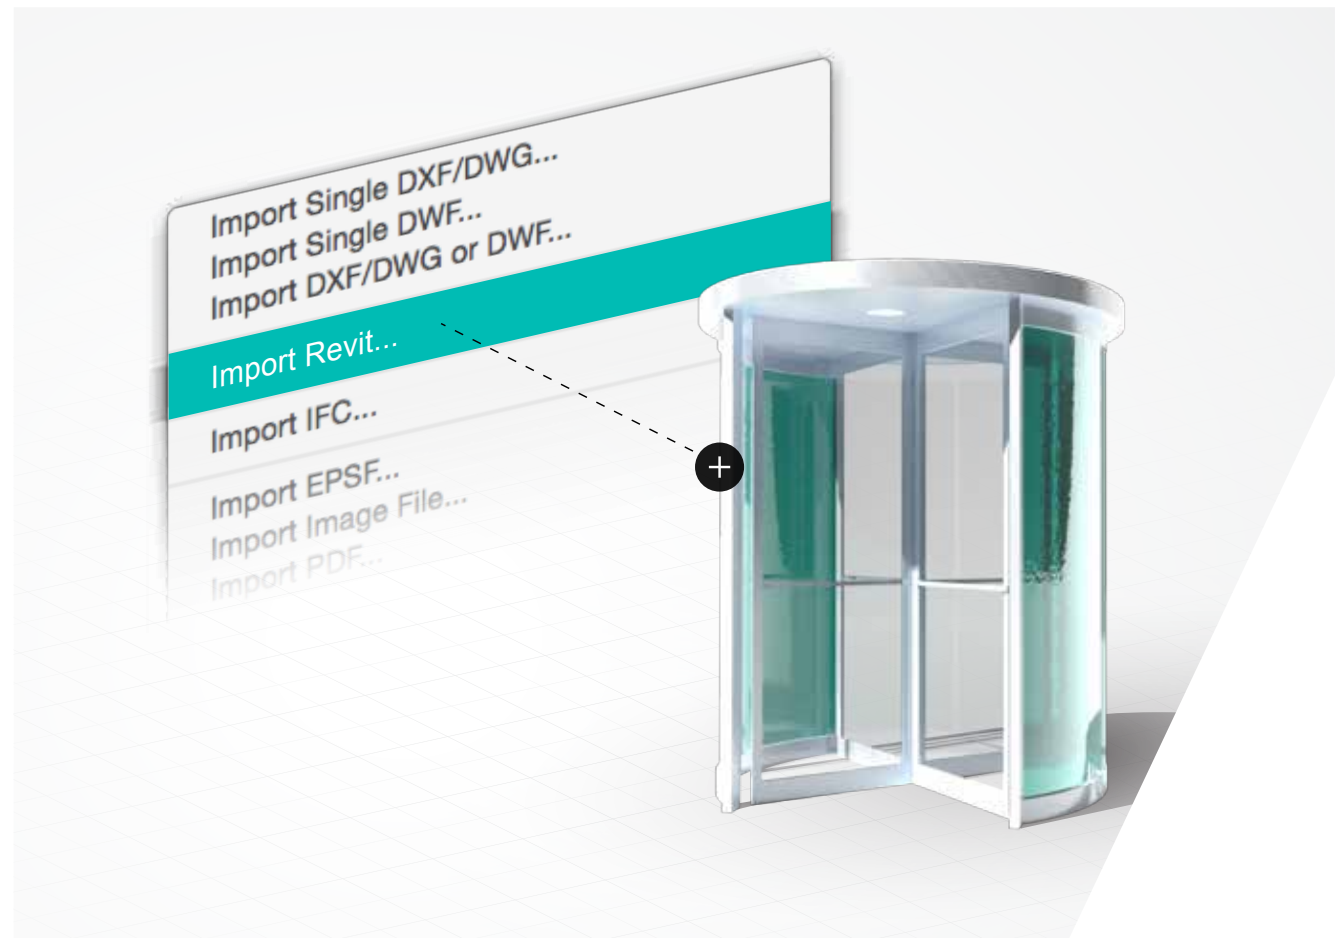 Import Single DXF/DWG...
Import Single DWF...
Import DXF/DWG or DWF...
Import Revit...
Import IFC...
Import EPSF...
Import Image File...
Import PDF...